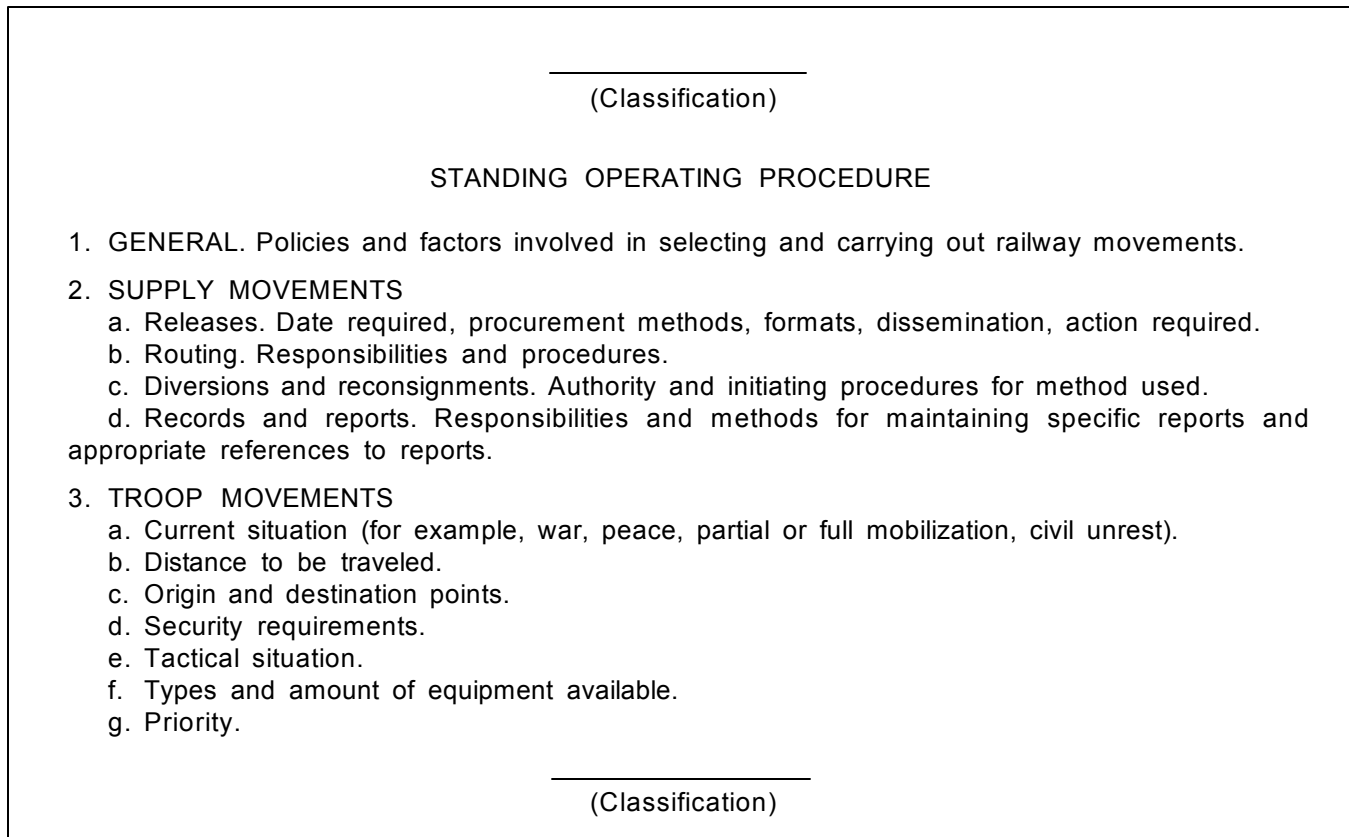 (Classification)
STANDING OPERATING PROCEDURE
1. GENERAL. Policies and factors involved in selecting and carrying out railway movements.
2. SUPPLY MOVEMENTS
a. Releases. Date required, procurement methods, formats, dissemination, action required.
b. Routing. Responsibilities and procedures.
c. Diversions and reconsignments. Authority and initiating procedures for method used.
d. Records and reports. Responsibilities and methods for maintaining specific reports and
appropriate references to reports.
3. TROOP MOVEMENTS
a. Current situation (for example, war, peace, partial or full mobilization, civil unrest).
b. Distance to be traveled.
c. Origin and destination points.
d. Security requirements.
e. Tactical situation.
f. Types and amount of equipment available.
g. Priority.
(Classification)